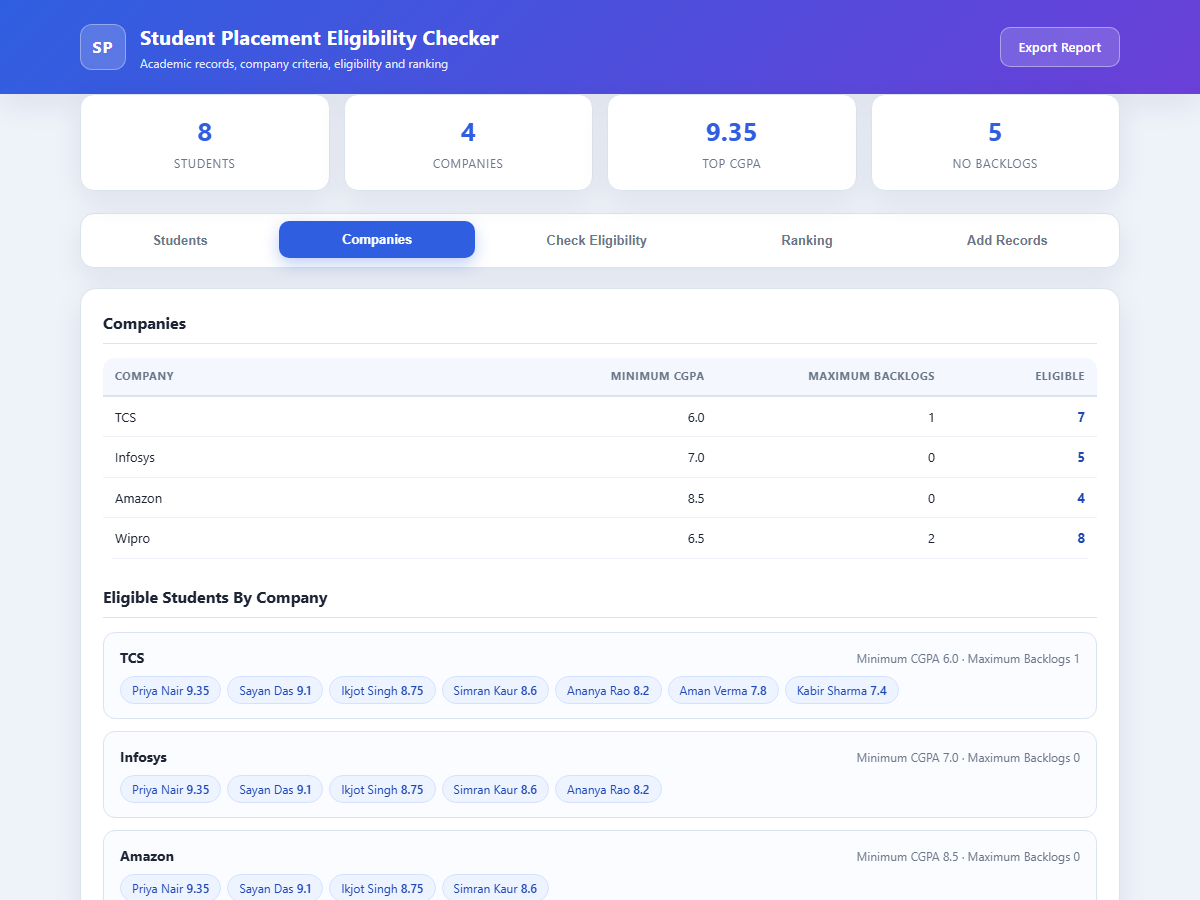 SP
Student Placement Eligibility Checker
Academic records, company criteria, eligibility and ranking
Export Report
8
STUDENTS
4
COMPANIES
9.35
TOP CGPA
5
NO BACKLOGS
Students Companies Check Eligibility Ranking Add Records
Companies
COMPANY MINIMUM CGPA MAXIMUM BACKLOGS ELIGIBLE
TCS 6.0 1 7
Infosys 7.0 0 5
Amazon 8.5 0 4
Wipro 6.5 2 8
Eligible Students By Company
TCS Minimum CGPA 6.0 · Maximum Backlogs 1
Priya Nair 9.35 Sayan Das 9.1 Ikjot Singh 8.75 Simran Kaur 8.6 Ananya Rao 8.2 Aman Verma 7.8 Kabir Sharma 7.4
Infosys Minimum CGPA 7.0 · Maximum Backlogs 0
Priya Nair 9.35 Sayan Das 9.1 Ikjot Singh 8.75 Simran Kaur 8.6 Ananya Rao 8.2
Amazon Minimum CGPA 8.5 · Maximum Backlogs 0
Priya Nair 9.35 Sayan Das 9.1 Ikjot Singh 8.75 Simran Kaur 8.6